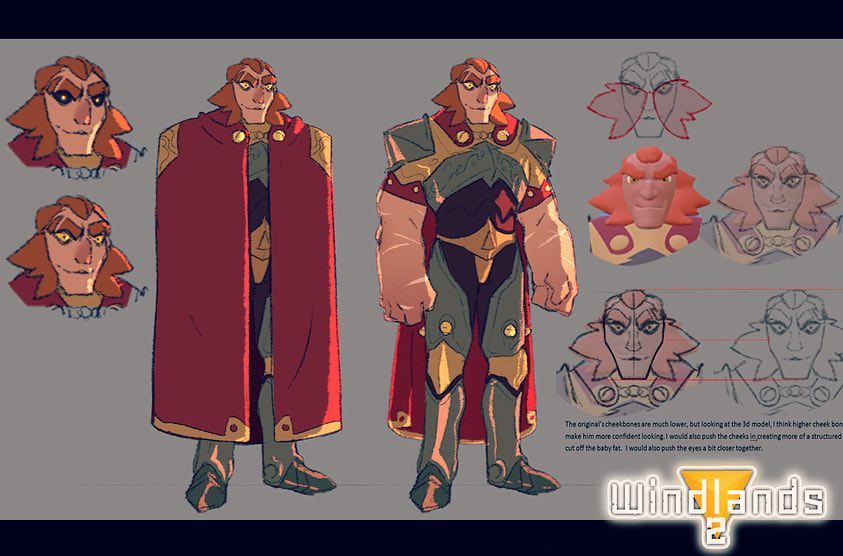 The original's cheekbones are much lower, but looking at the 3d model, I think higher cheek bon
make him more confident looking. I would also push the cheeks in creating more of a structured
cut off the baby fat. I would also push the eyes a bit closer together.
Windlands
2